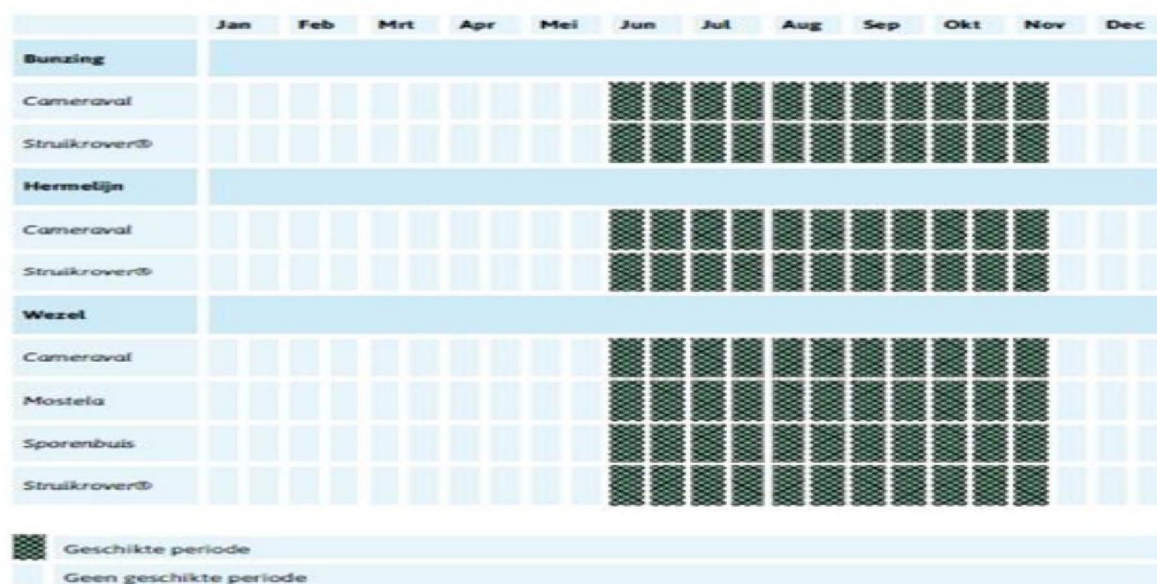 Jan Feb Mrt Apr Mei Jun Jul Aug Sep Okt Nov Dec
Bunzing
Cameraval
Struikrover®
Hermelijn
Cameraval
Struikrover®
Wezel
Cameraval
Mostela
Sporenbuis
Struikrover®
Geschikte periode
Geen geschikte periode